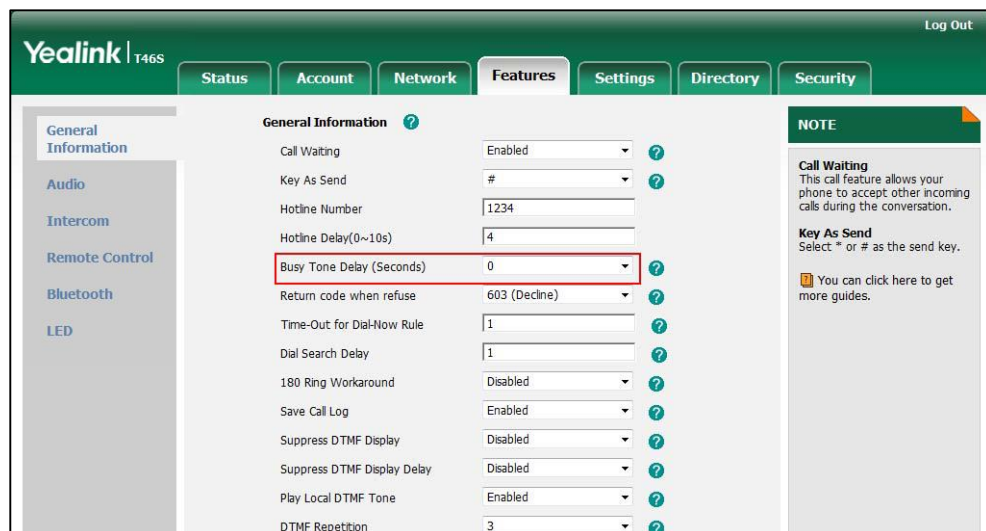 Log Out
Yealink | T46S
Status Account Network Features Settings Directory Security
General
Information
Audio
Intercom
Remote Control
Bluetooth
LED
General Information ?
Call Waiting Enabled ?
Key As Send # ?
Hotline Number 1234
Hotline Delay(0~10s) 4
Busy Tone Delay (Seconds) 0 ?
Return code when refuse 603 (Decline) ?
Time-Out for Dial-Now Rule 1 ?
Dial Search Delay 1 ?
180 Ring Workaround Disabled ?
Save Call Log Enabled ?
Suppress DTMF Display Disabled ?
Suppress DTMF Display Delay Disabled ?
Play Local DTMF Tone Enabled ?
DTMF Repetition 3 ?
NOTE
Call Waiting
This call feature allows your
phone to accept other incoming
calls during the conversation.
Key As Send
Select * or # as the send key.
? You can click here to get
more guides.